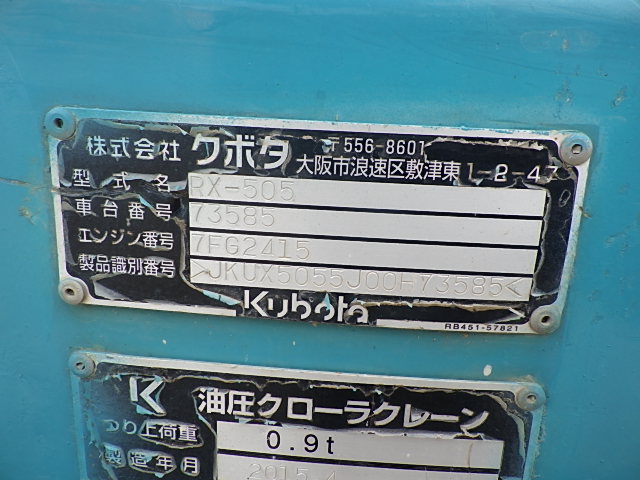 株式会社 クボタ 〒556-8601
大阪市浪速区敷津東1-2-47
型式名 RX-505
車台番号 73585
エンジン番号 7FG2415
製品識別番号 >JKUX5055J00H73585<
Kubota
RB451-57821
K 油圧クローラクレーン
つり上荷重 0.9t
製造年月 2015.4